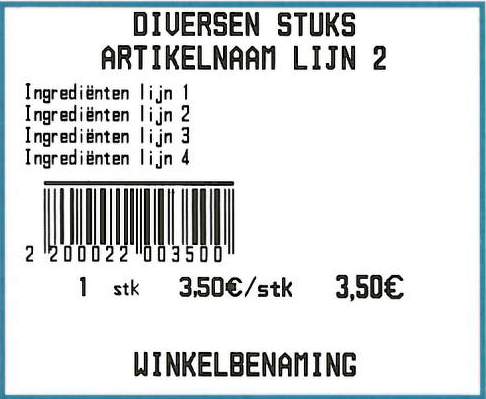 DIVERSEN STUKS
ARTIKELNAAM LIJN 2
Ingrediënten lijn 1
Ingrediënten lijn 2
Ingrediënten lijn 3
Ingrediënten lijn 4
2 200022 003500
1 stk 3,50€/stk 3,50€
WINKELBENAMING